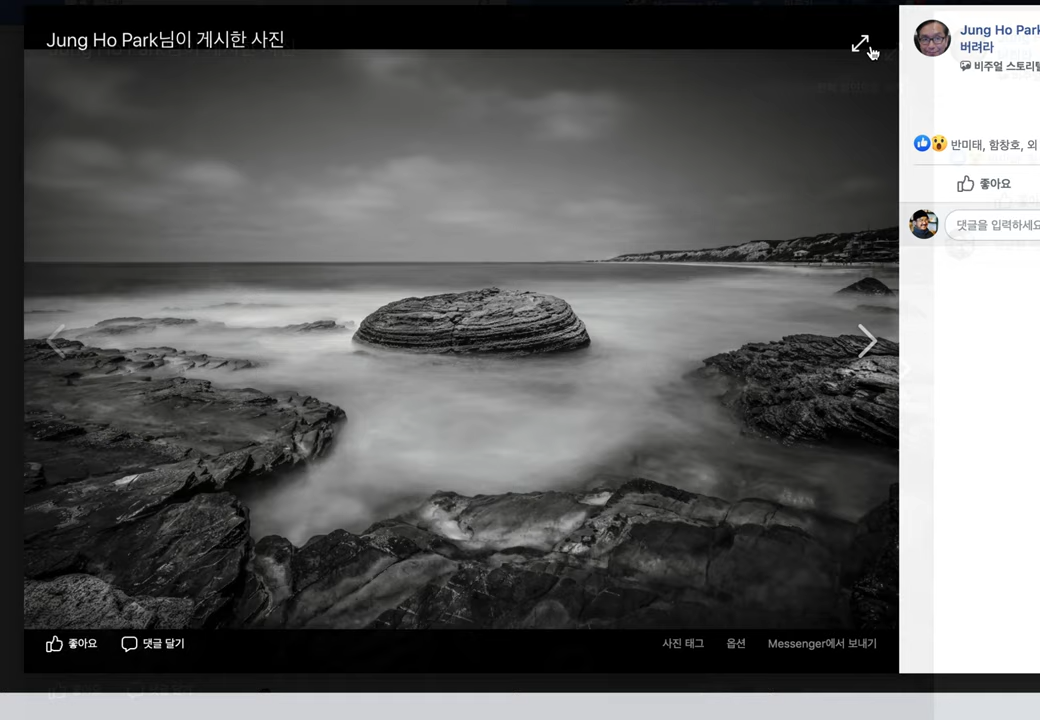 Jung Ho Park님이 게시한 사진
Jung Ho Park
버려라
비주얼 스토리텔
반미태, 함창호, 외
좋아요
댓글을 입력하세요
좋아요
댓글 달기
사진 태그
옵션
Messenger에서 보내기